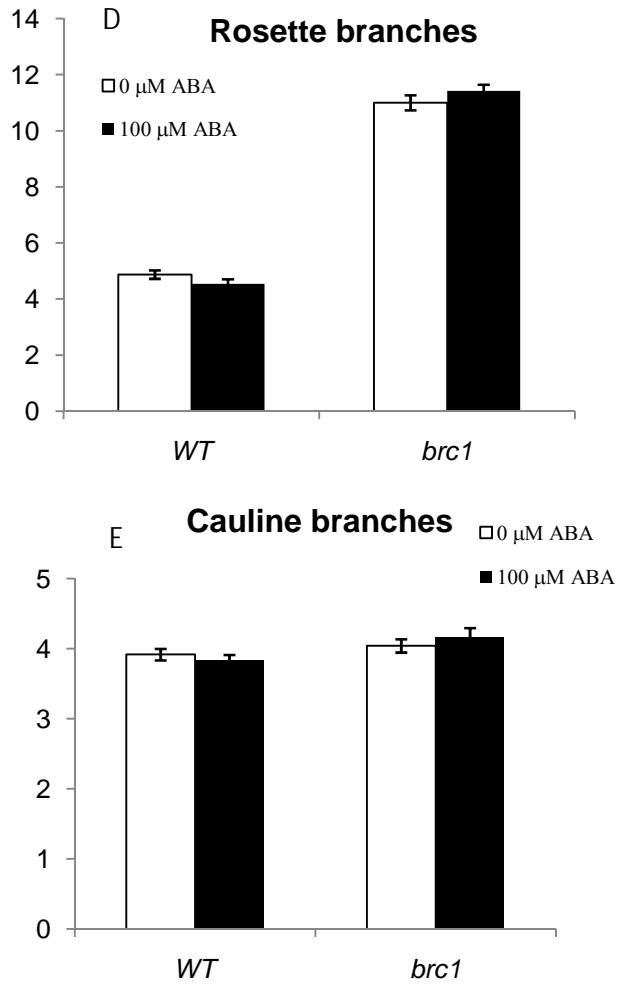 D
Rosette branches
0 μM ABA
100 μM ABA
14
12
10
8
6
4
2
0
WT
brc1
E
Cauline branches
0 μM ABA
100 μM ABA
5
4
3
2
1
0
WT
brc1